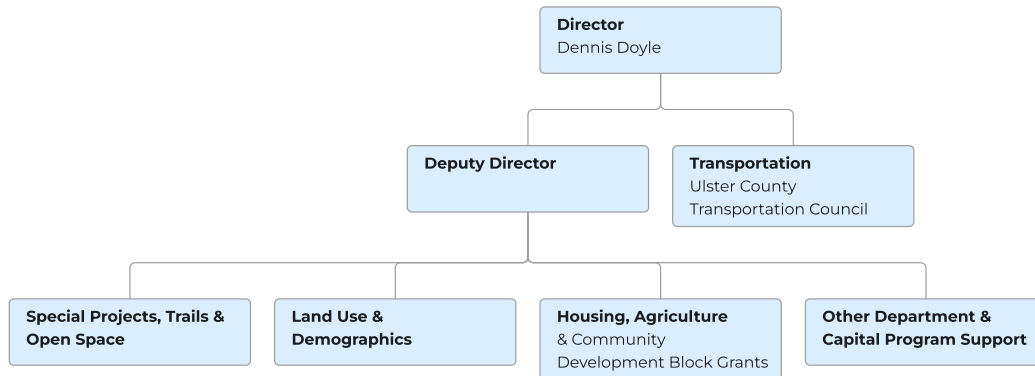 Director
Dennis Doyle
Deputy Director
Transportation
Ulster County
Transportation Council
Special Projects, Trails &
Open Space
Land Use &
Demographics
Housing, Agriculture
& Community
Development Block Grants
Other Department &
Capital Program Support